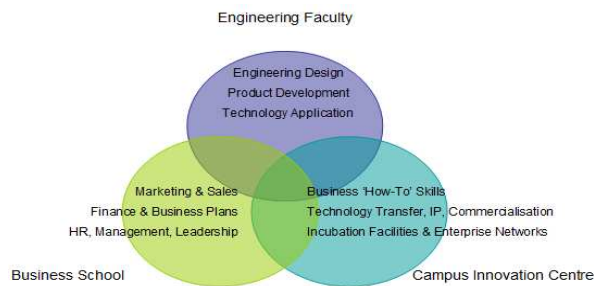 Engineering Faculty
Engineering Design
Product Development
Technology Application
Marketing & Sales
Finance & Business Plans
HR, Management, Leadership
Business 'How-To' Skills
Technology Transfer, IP, Commercialisation
Incubation Facilities & Enterprise Networks
Business School
Campus Innovation Centre